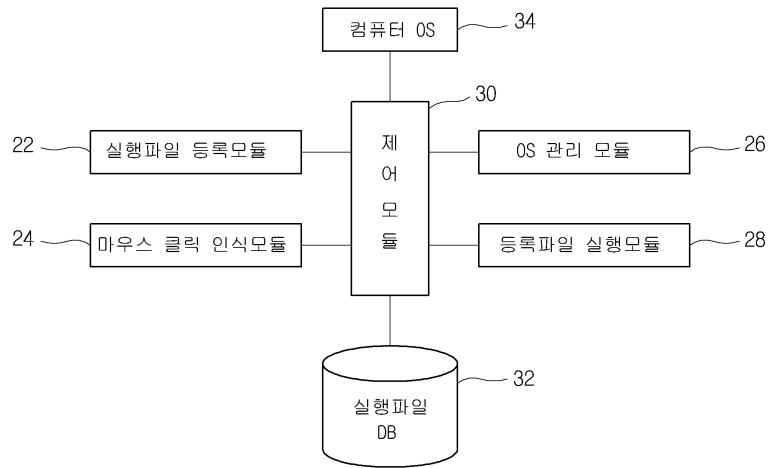 컴퓨터 OS
34
30
22
실행파일 등록모듈
제
어
모
듈
OS 관리 모듈
26
24
마우스 클릭 인식모듈
등록파일 실행모듈
28
실행파일
DB
32